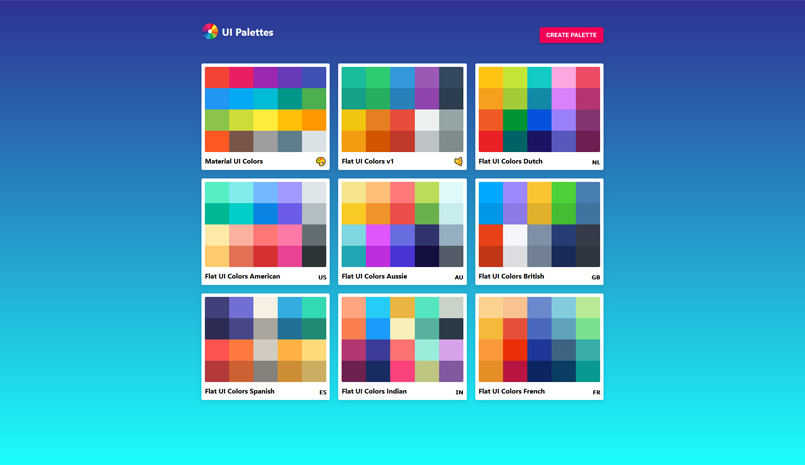 UI Palettes
CREATE PALETTE
Material UI Colors
Flat UI Colors v1
Flat UI Colors Dutch NL
Flat UI Colors American US
Flat UI Colors Aussie AU
Flat UI Colors British GB
Flat UI Colors Spanish ES
Flat UI Colors Indian IN
Flat UI Colors French FR